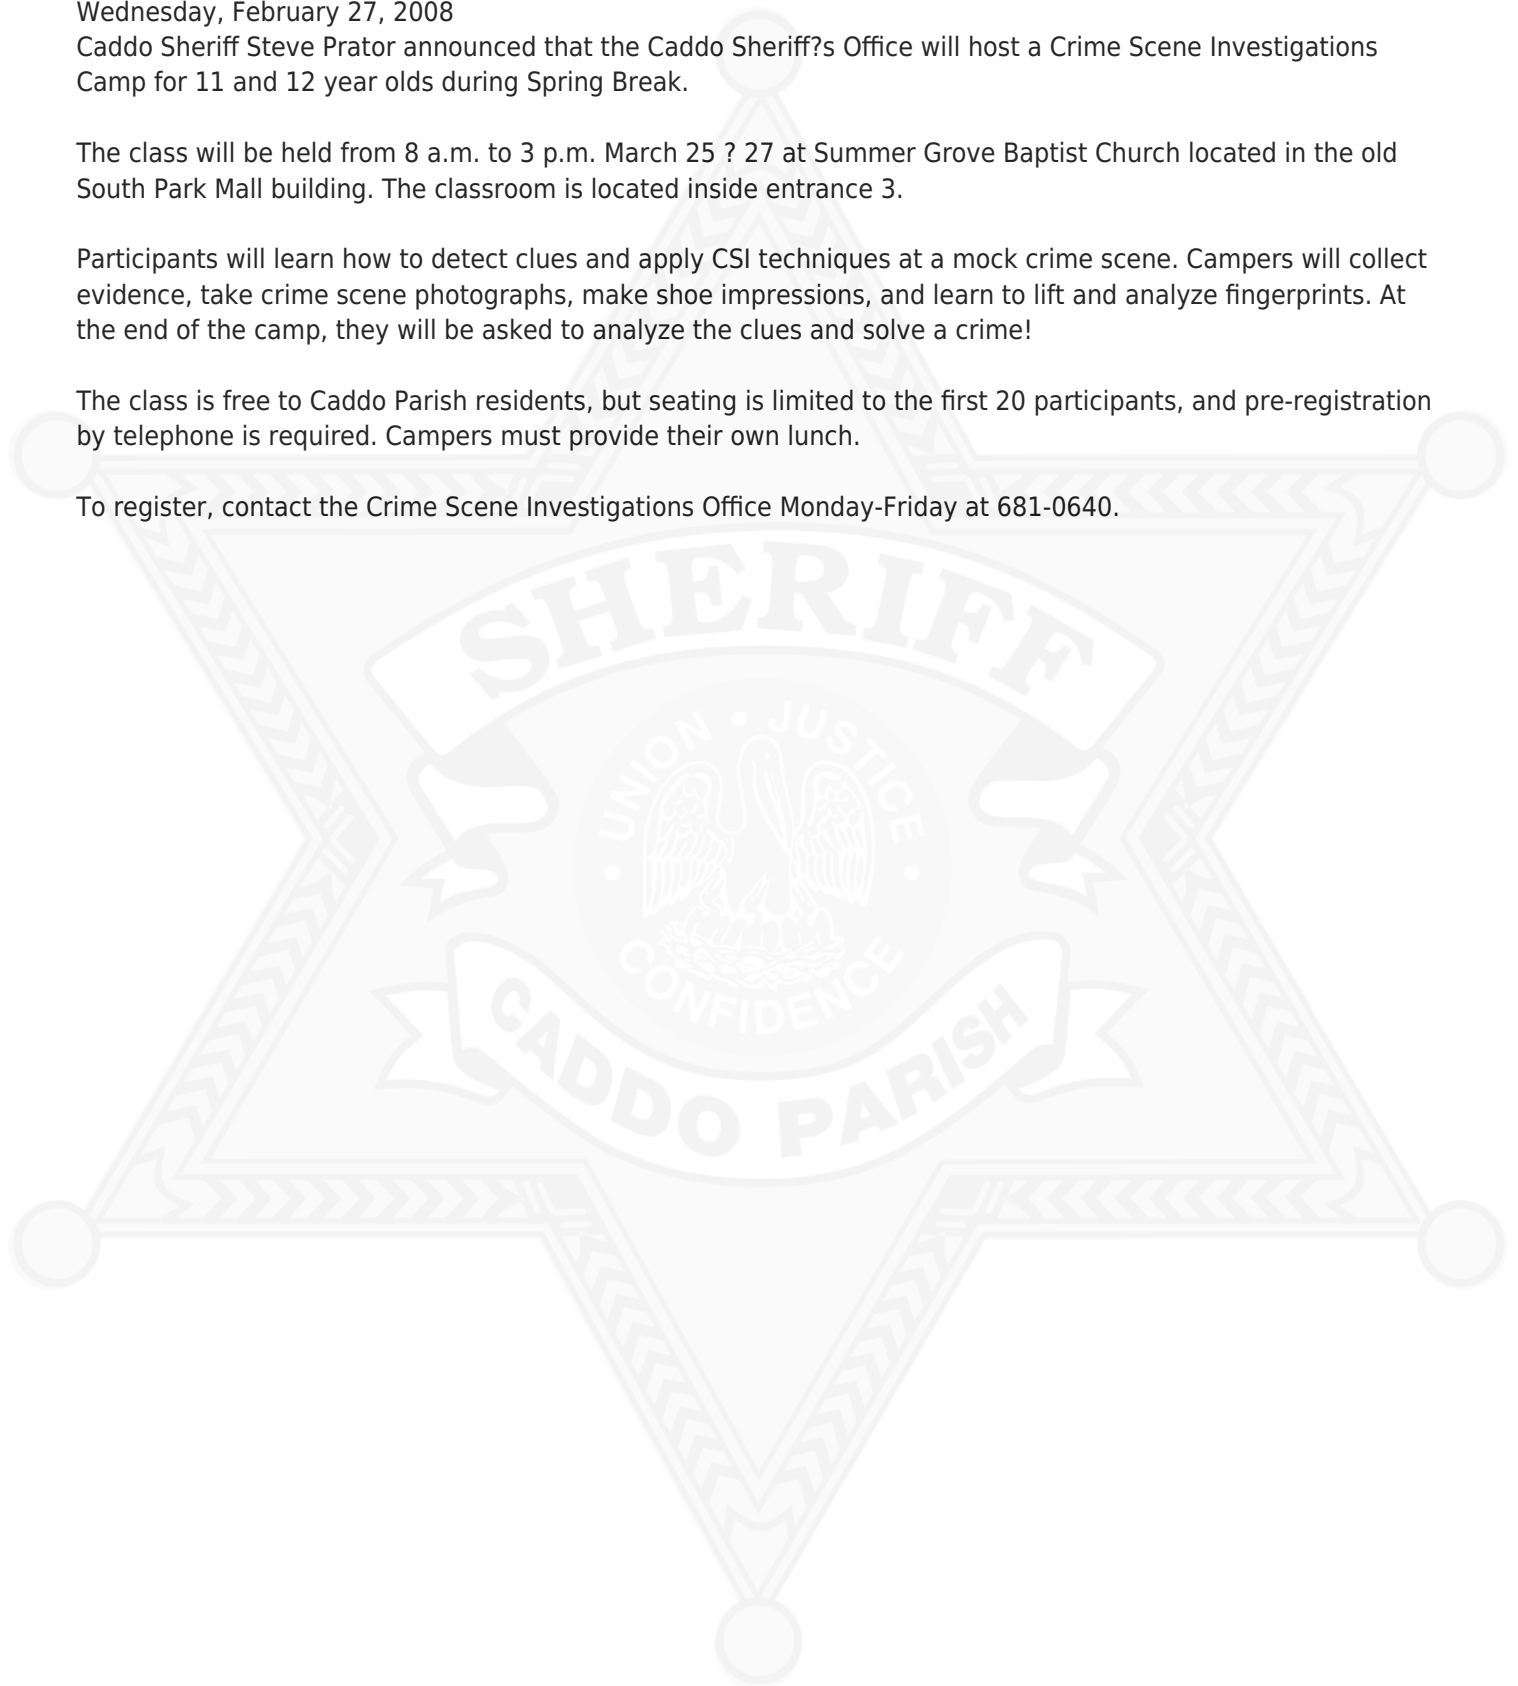 Wednesday, February 27, 2008
Caddo Sheriff Steve Prator announced that the Caddo Sheriff?s Office will host a Crime Scene Investigations
Camp for 11 and 12 year olds during Spring Break.
The class will be held from 8 a.m. to 3 p.m. March 25 ? 27 at Summer Grove Baptist Church located in the old
South Park Mall building. The classroom is located inside entrance 3.
Participants will learn how to detect clues and apply CSI techniques at a mock crime scene. Campers will collect
evidence, take crime scene photographs, make shoe impressions, and learn to lift and analyze fingerprints. At
the end of the camp, they will be asked to analyze the clues and solve a crime!
The class is free to Caddo Parish residents, but seating is limited to the first 20 participants, and pre-registration
by telephone is required. Campers must provide their own lunch.
To register, contact the Crime Scene Investigations Office Monday-Friday at 681-0640.
SHERIFF
UNION • JUSTICE
• CONFIDENCE •
CADDO PARISH